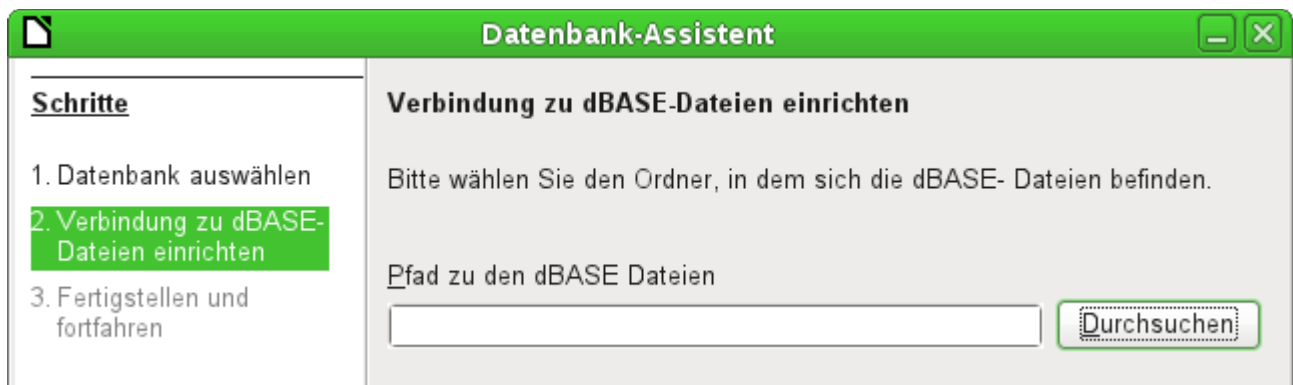 Datenbank-Assistent
Schritte
1. Datenbank auswählen
2. Verbindung zu dBASE-
Dateien einrichten
3. Fertigstellen und
fortfahren
Verbindung zu dBASE-Dateien einrichten
Bitte wählen Sie den Ordner, in dem sich die dBASE- Dateien befinden.
Pfad zu den dBASE Dateien
Durchsuchen